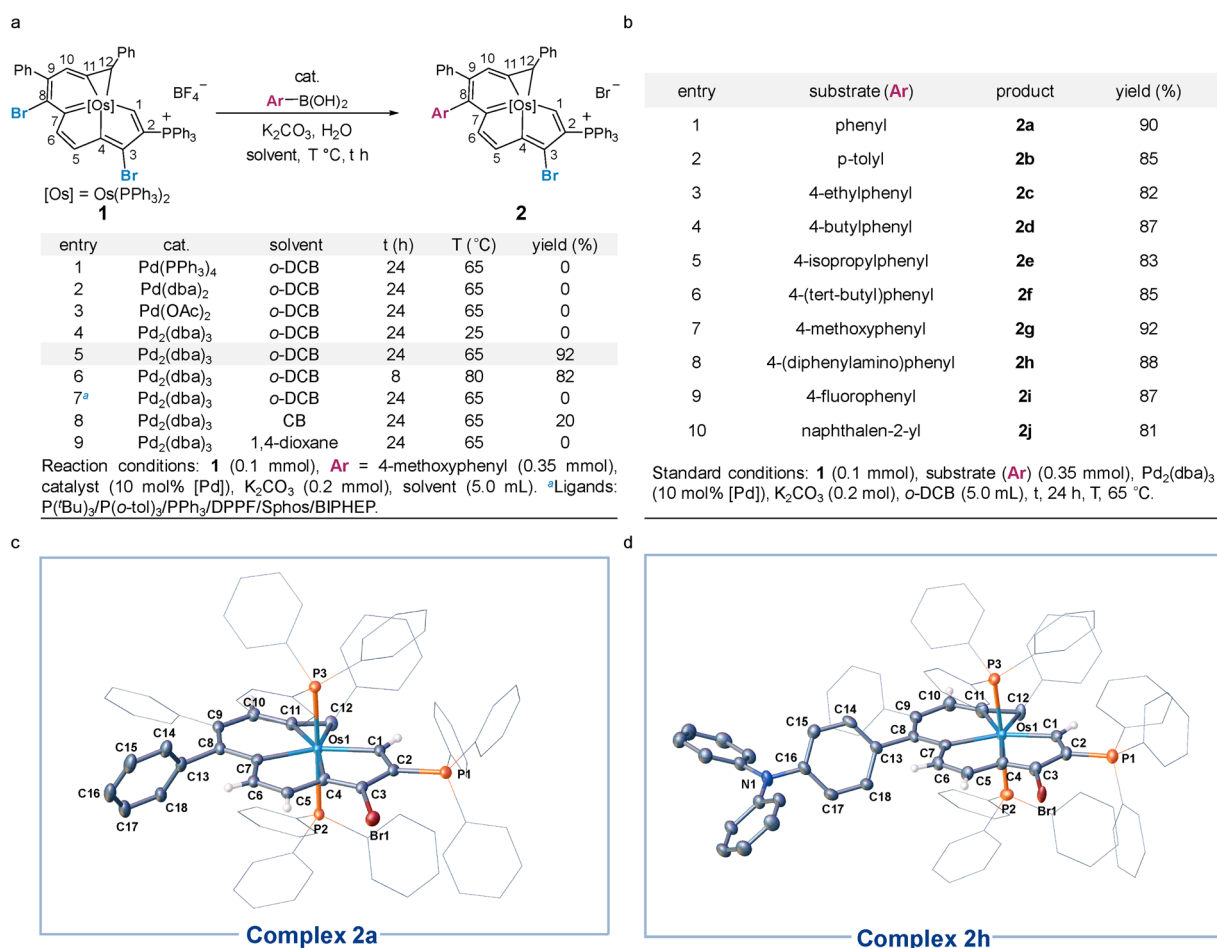 a
Ph
Ph
9
10
11
12
8
Br
[Os]
1
7
2
+
PPh3
6
5
4
3
Br
BF4−
[Os] = Os(PPh3)2
1
cat.
Ar—B(OH)2
K2CO3, H2O
solvent, T °C, t h
Ph
Ph
9
10
11
12
8
Ar
[Os]
1
7
2
+
PPh3
6
5
4
3
Br
Br−
2
entry cat. solvent t (h) T (°C) yield (%)
1 Pd(PPh3)4 o-DCB 24 65 0
2 Pd(dba)2 o-DCB 24 65 0
3 Pd(OAc)2 o-DCB 24 65 0
4 Pd2(dba)3 o-DCB 24 25 0
5 Pd2(dba)3 o-DCB 24 65 92
6 Pd2(dba)3 o-DCB 8 80 82
7a Pd2(dba)3 o-DCB 24 65 0
8 Pd2(dba)3 CB 24 65 20
9 Pd2(dba)3 1,4-dioxane 24 65 0
Reaction conditions: 1 (0.1 mmol), Ar = 4-methoxyphenyl (0.35 mmol),
catalyst (10 mol% [Pd]), K2CO3 (0.2 mmol), solvent (5.0 mL). aLigands:
P(tBu)3/P(o-tol)3/PPh3/DPPF/Sphos/BIPHEP.
b
entry substrate (Ar) product yield (%)
1 phenyl 2a 90
2 p-tolyl 2b 85
3 4-ethylphenyl 2c 82
4 4-butylphenyl 2d 87
5 4-isopropylphenyl 2e 83
6 4-(tert-butyl)phenyl 2f 85
7 4-methoxyphenyl 2g 92
8 4-(diphenylamino)phenyl 2h 88
9 4-fluorophenyl 2i 87
10 naphthalen-2-yl 2j 81
Standard conditions: 1 (0.1 mmol), substrate (Ar) (0.35 mmol), Pd2(dba)3
(10 mol% [Pd]), K2CO3 (0.2 mol), o-DCB (5.0 mL), t, 24 h, T, 65 °C.
c
P3
C10
C11
C12
C9
C15
C14
Os1
C1
C8
C2
C7
C13
P1
C16
C6
C5
C4
C3
C18
C17
P2
Br1
Complex 2a
d
P3
C10
C11
C12
C14
C9
C15
C1
C8
Os1
C2
C16
C7
C13
P1
N1
C6
C5
C4
C3
C17
C18
P2
Br1
Complex 2h